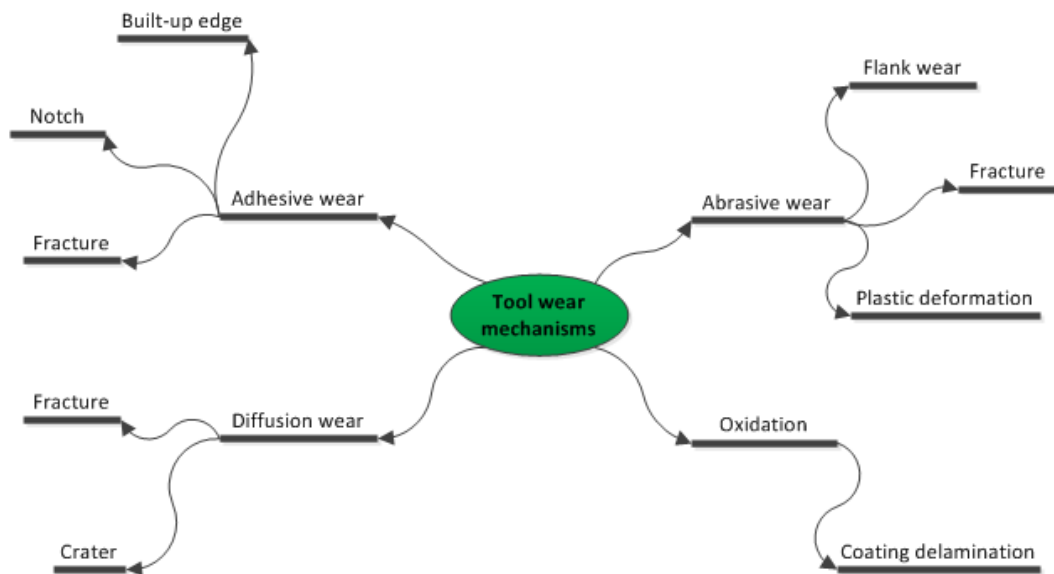 Built-up edge
Notch
Adhesive wear
Fracture
Flank wear
Fracture
Abrasive wear
Plastic deformation
Tool wear
mechanisms
Fracture
Diffusion wear
Crater
Oxidation
Coating delamination